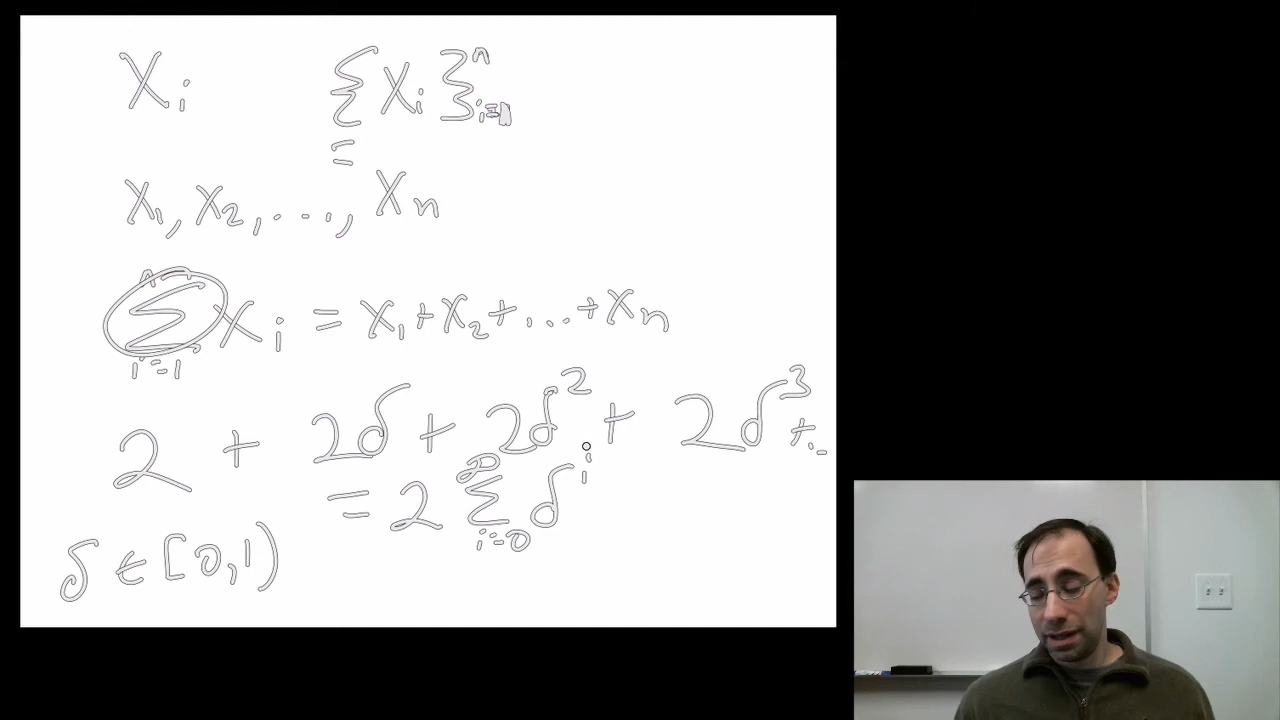 Xᵢ {Xᵢ}ⁿᵢ₌
=
X₁, X₂, ..., Xₙ
∑ⁿᵢ₌₁ Xᵢ = X₁+X₂+...+Xₙ
2 + 2δ + 2δ² + 2δ³ + ..
= 2 ∑^∞ᵢ₌₀ δⁱ
δ ∈ [0,1)